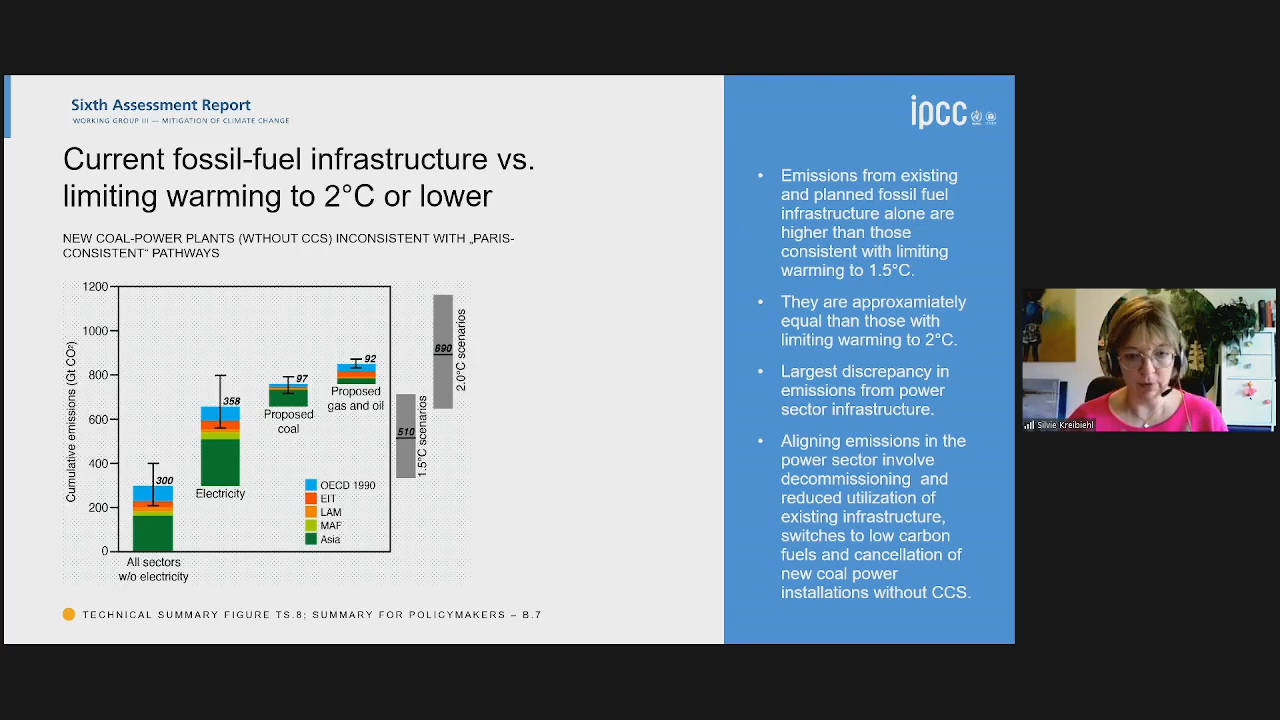 Sixth Assessment Report
WORKING GROUP III — MITIGATION OF CLIMATE CHANGE
Current fossil-fuel infrastructure vs.
limiting warming to 2°C or lower
NEW COAL-POWER PLANTS (WTHOUT CCS) INCONSISTENT WITH „PARIS-
CONSISTENT“ PATHWAYS
Cumulative emissions (Gt CO²)
1200
1000
800
600
400
200
0
300
All sectors
w/o electricity
358
Electricity
97
Proposed
coal
92
Proposed
gas and oil
OECD 1990
EIT
LAM
MAF
Asia
510
1.5°C scenarios
890
2.0°C scenarios
TECHNICAL SUMMARY FIGURE TS.8; SUMMARY FOR POLICYMAKERS – B.7
ipcc
• Emissions from existing
and planned fossil fuel
infrastructure alone are
higher than those
consistent with limiting
warming to 1.5°C.
• They are approxamiately
equal than those with
limiting warming to 2°C.
• Largest discrepancy in
emissions from power
sector infrastructure.
• Aligning emissions in the
power sector involve
decommissioning and
reduced utilization of
existing infrastructure,
switches to low carbon
fuels and cancellation of
new coal power
installations without CCS.
Silvie Kreibiehl